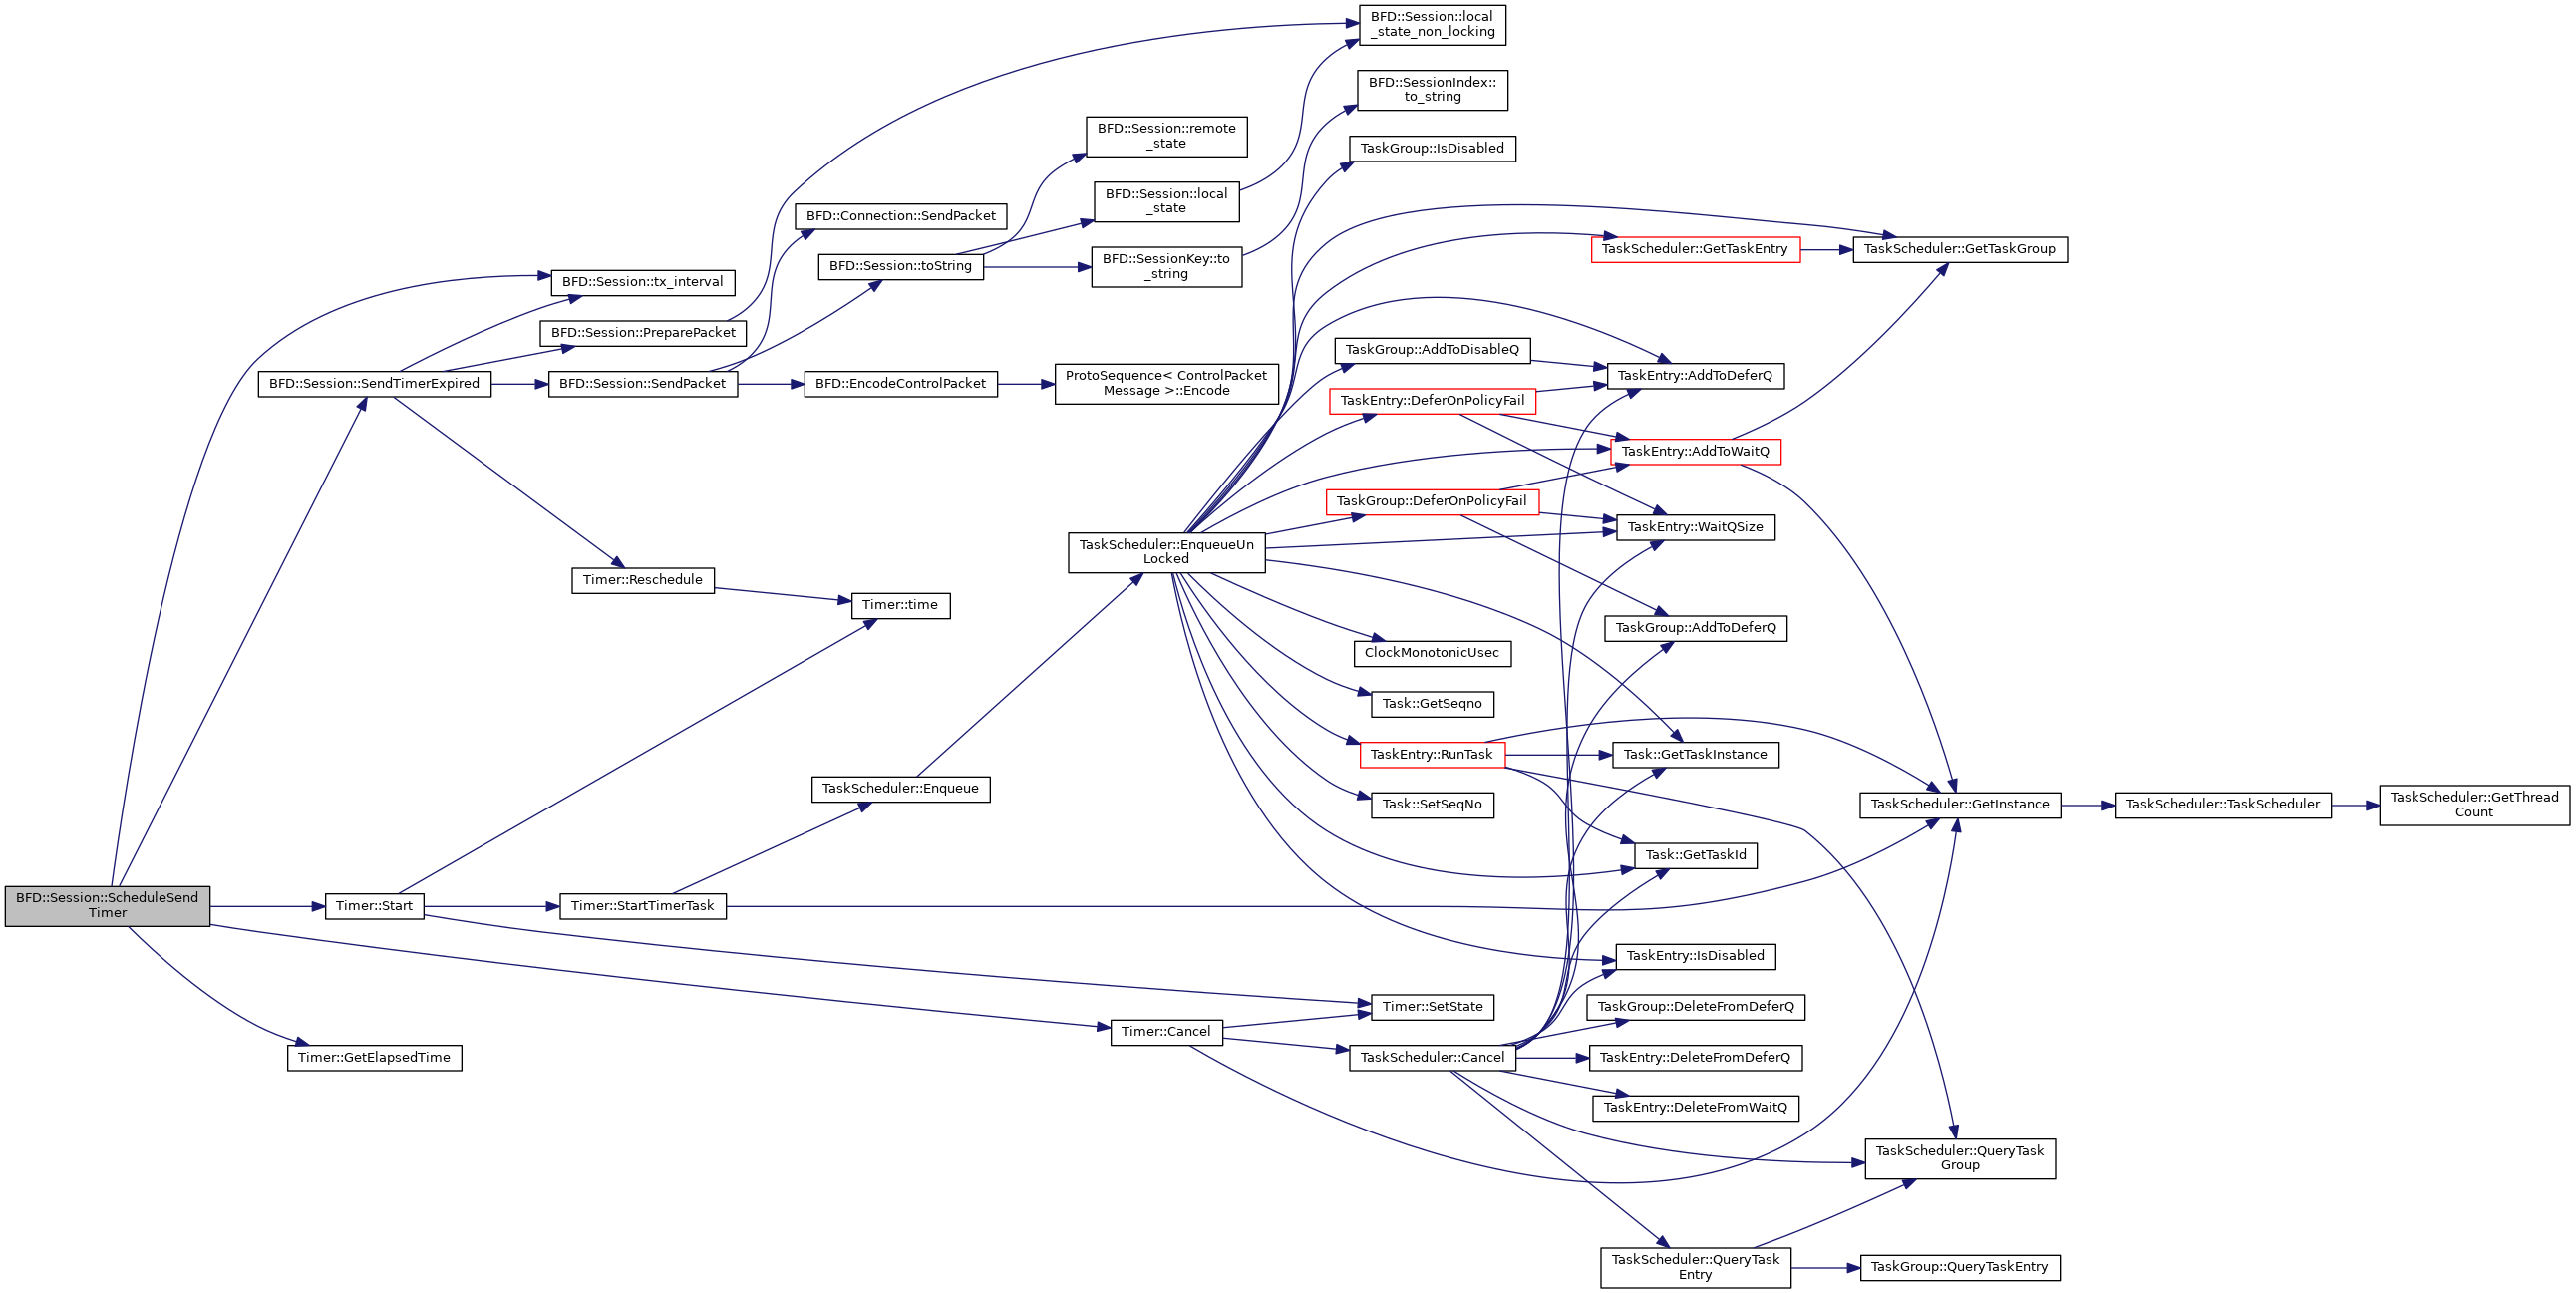 BFD::Session::ScheduleSend
Timer
BFD::Session::tx_interval
BFD::Session::SendTimerExpired
Timer::Start
Timer::Cancel
Timer::GetElapsedTime
BFD::Session::PreparePacket
BFD::Session::SendPacket
Timer::Reschedule
Timer::time
Timer::StartTimerTask
BFD::Connection::SendPacket
BFD::Session::toString
BFD::EncodeControlPacket
TaskScheduler::Enqueue
BFD::Session::remote
_state
BFD::Session::local
_state
BFD::SessionKey::to
_string
ProtoSequence< ControlPacket
Message >::Encode
TaskScheduler::EnqueueUn
Locked
BFD::Session::local
_state_non_locking
BFD::SessionIndex::
to_string
TaskGroup::IsDisabled
TaskGroup::AddToDisableQ
TaskEntry::DeferOnPolicyFail
TaskGroup::DeferOnPolicyFail
ClockMonotonicUsec
Task::GetSeqno
TaskEntry::RunTask
Task::SetSeqNo
Timer::SetState
TaskScheduler::Cancel
TaskScheduler::GetTaskEntry
TaskEntry::AddToDeferQ
TaskEntry::AddToWaitQ
TaskEntry::WaitQSize
TaskGroup::AddToDeferQ
Task::GetTaskInstance
Task::GetTaskId
TaskEntry::IsDisabled
TaskGroup::DeleteFromDeferQ
TaskEntry::DeleteFromDeferQ
TaskEntry::DeleteFromWaitQ
TaskScheduler::QueryTask
Entry
TaskScheduler::GetTaskGroup
TaskScheduler::GetInstance
TaskScheduler::QueryTask
Group
TaskGroup::QueryTaskEntry
TaskScheduler::TaskScheduler
TaskScheduler::GetThread
Count